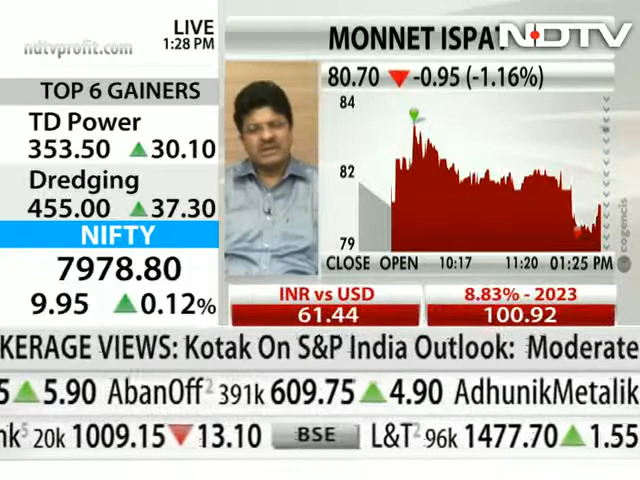 LIVE
ndtvprofit.com
1:28 PM
TOP 6 GAINERS
TD Power
353.50 ▲30.10
Dredging
455.00 ▲37.30
NIFTY
7978.80
9.95 ▲0.12%
MONNET ISPAT
NDTV
80.70 ▼-0.95 (-1.16%)
84
82
79
CLOSE OPEN 10:17 11:20 01:25 PM
cogencis
INR vs USD
61.44
8.83% - 2023
100.92
KERAGE VIEWS: Kotak On S&P India Outlook: Moderate
5▲5.90 AbanOff² 391k 609.75▲4.90 AdhunikMetalik
nk⁵ 20k 1009.15▼13.10 BSE L&T² 96k 1477.70▲1.55